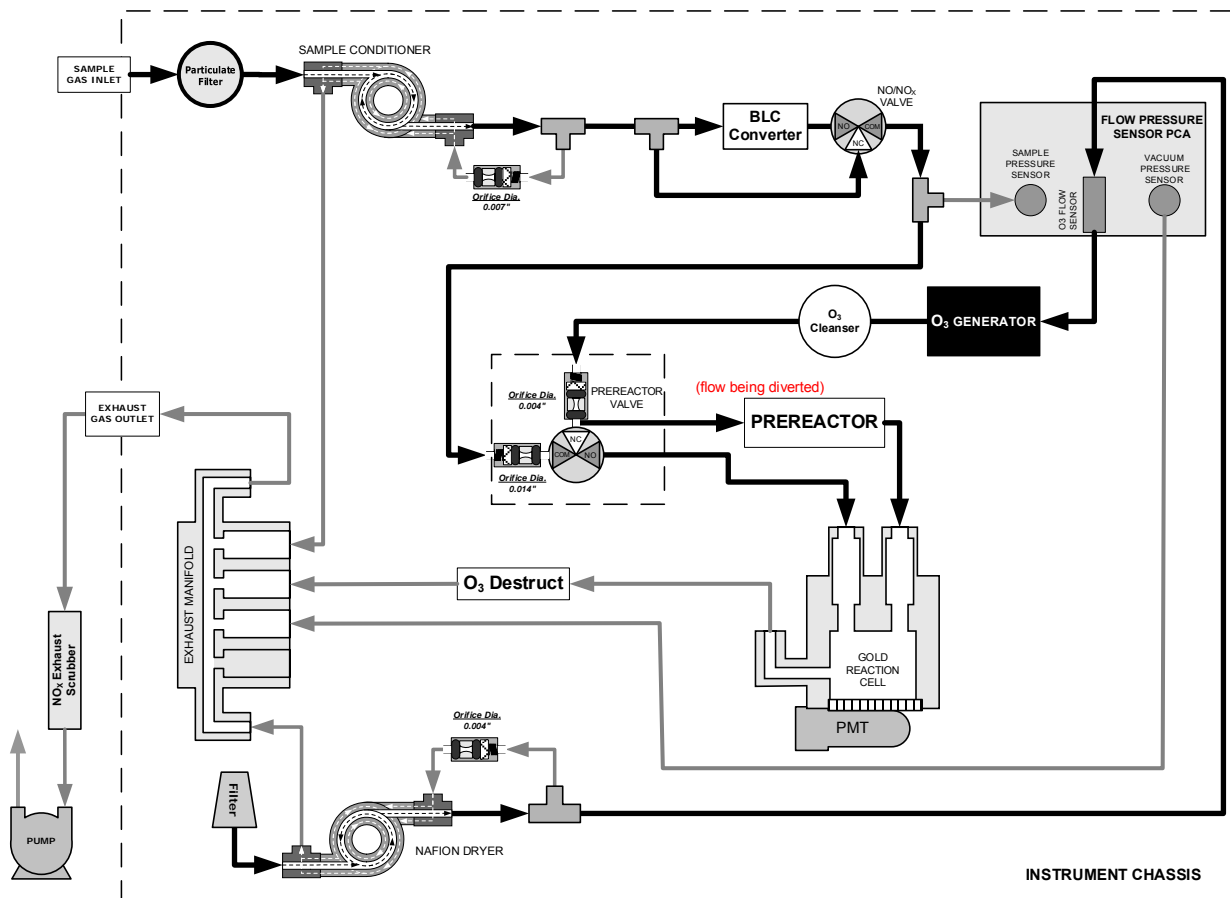 SAMPLE
GAS INLET
Particulate
Filter
SAMPLE CONDITIONER
Orifice Dia.
0.007"
BLC
Converter
NO/NOX
VALVE
NO
COM
NC
FLOW PRESSURE
SENSOR PCA
SAMPLE
PRESSURE
SENSOR
O3 FLOW
SENSOR
VACUUM
PRESSURE
SENSOR
O3
Cleanser
O3 GENERATOR
Orifice Dia.
0.004"
PREREACTOR
VALVE
(flow being diverted)
PREREACTOR
NC
COM
NO
Orifice Dia.
0.014"
EXHAUST
GAS OUTLET
EXHAUST MANIFOLD
O3 Destruct
GOLD
REACTION
CELL
PMT
NOX Exhaust
Scrubber
Orifice Dia.
0.004"
Filter
PUMP
NAFION DRYER
INSTRUMENT CHASSIS